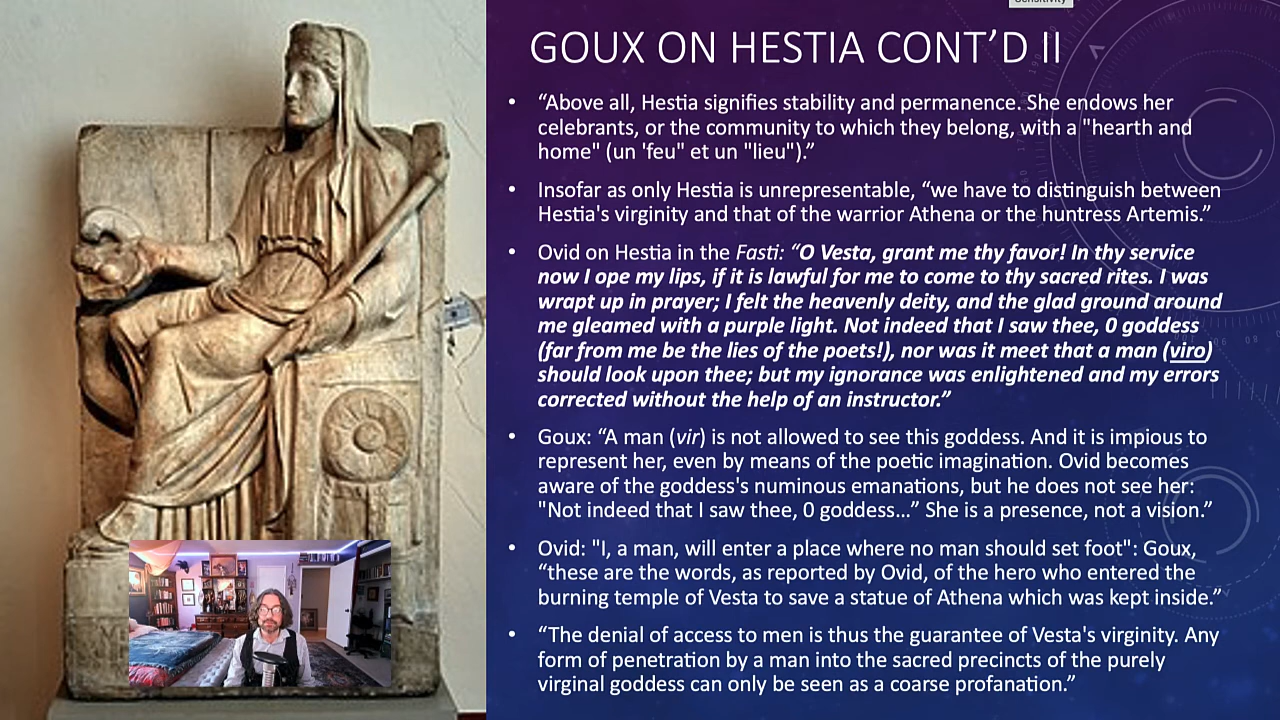 Sensitivity
GOUX ON HESTIA CONT’D II
• “Above all, Hestia signifies stability and permanence. She endows her
celebrants, or the community to which they belong, with a "hearth and
home" (un 'feu" et un "lieu").”
• Insofar as only Hestia is unrepresentable, “we have to distinguish between
Hestia's virginity and that of the warrior Athena or the huntress Artemis.”
• Ovid on Hestia in the Fasti: “O Vesta, grant me thy favor! In thy service
now I ope my lips, if it is lawful for me to come to thy sacred rites. I was
wrapt up in prayer; I felt the heavenly deity, and the glad ground around
me gleamed with a purple light. Not indeed that I saw thee, 0 goddess
(far from me be the lies of the poets!), nor was it meet that a man (viro)
should look upon thee; but my ignorance was enlightened and my errors
corrected without the help of an instructor.”
• Goux: “A man (vir) is not allowed to see this goddess. And it is impious to
represent her, even by means of the poetic imagination. Ovid becomes
aware of the goddess's numinous emanations, but he does not see her:
"Not indeed that I saw thee, 0 goddess…” She is a presence, not a vision.”
• Ovid: "I, a man, will enter a place where no man should set foot": Goux,
“these are the words, as reported by Ovid, of the hero who entered the
burning temple of Vesta to save a statue of Athena which was kept inside.”
• “The denial of access to men is thus the guarantee of Vesta's virginity. Any
form of penetration by a man into the sacred precincts of the purely
virginal goddess can only be seen as a coarse profanation.”